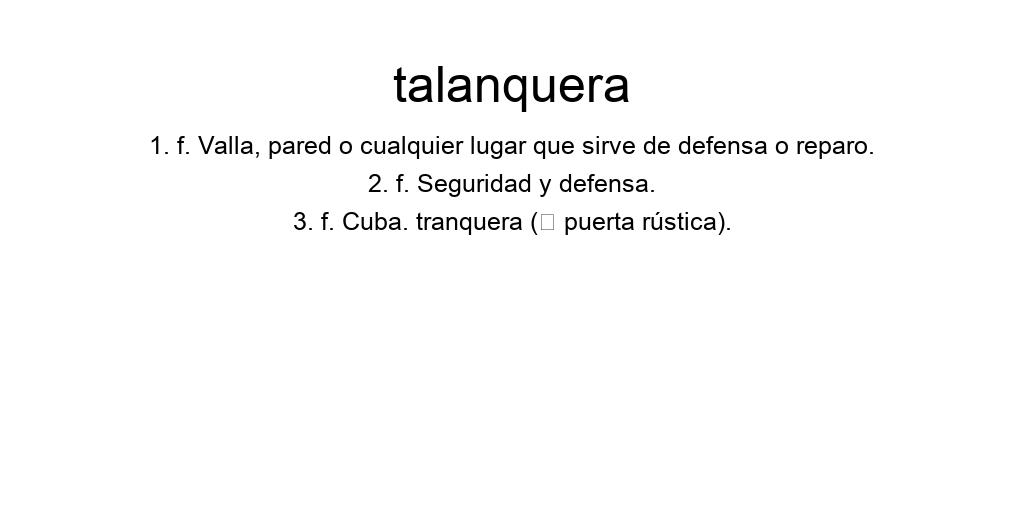 talanquera
1. f. Valla, pared o cualquier lugar que sirve de defensa o reparo.
2. f. Seguridad y defensa.
3. f. Cuba. tranquera (□ puerta rústica).